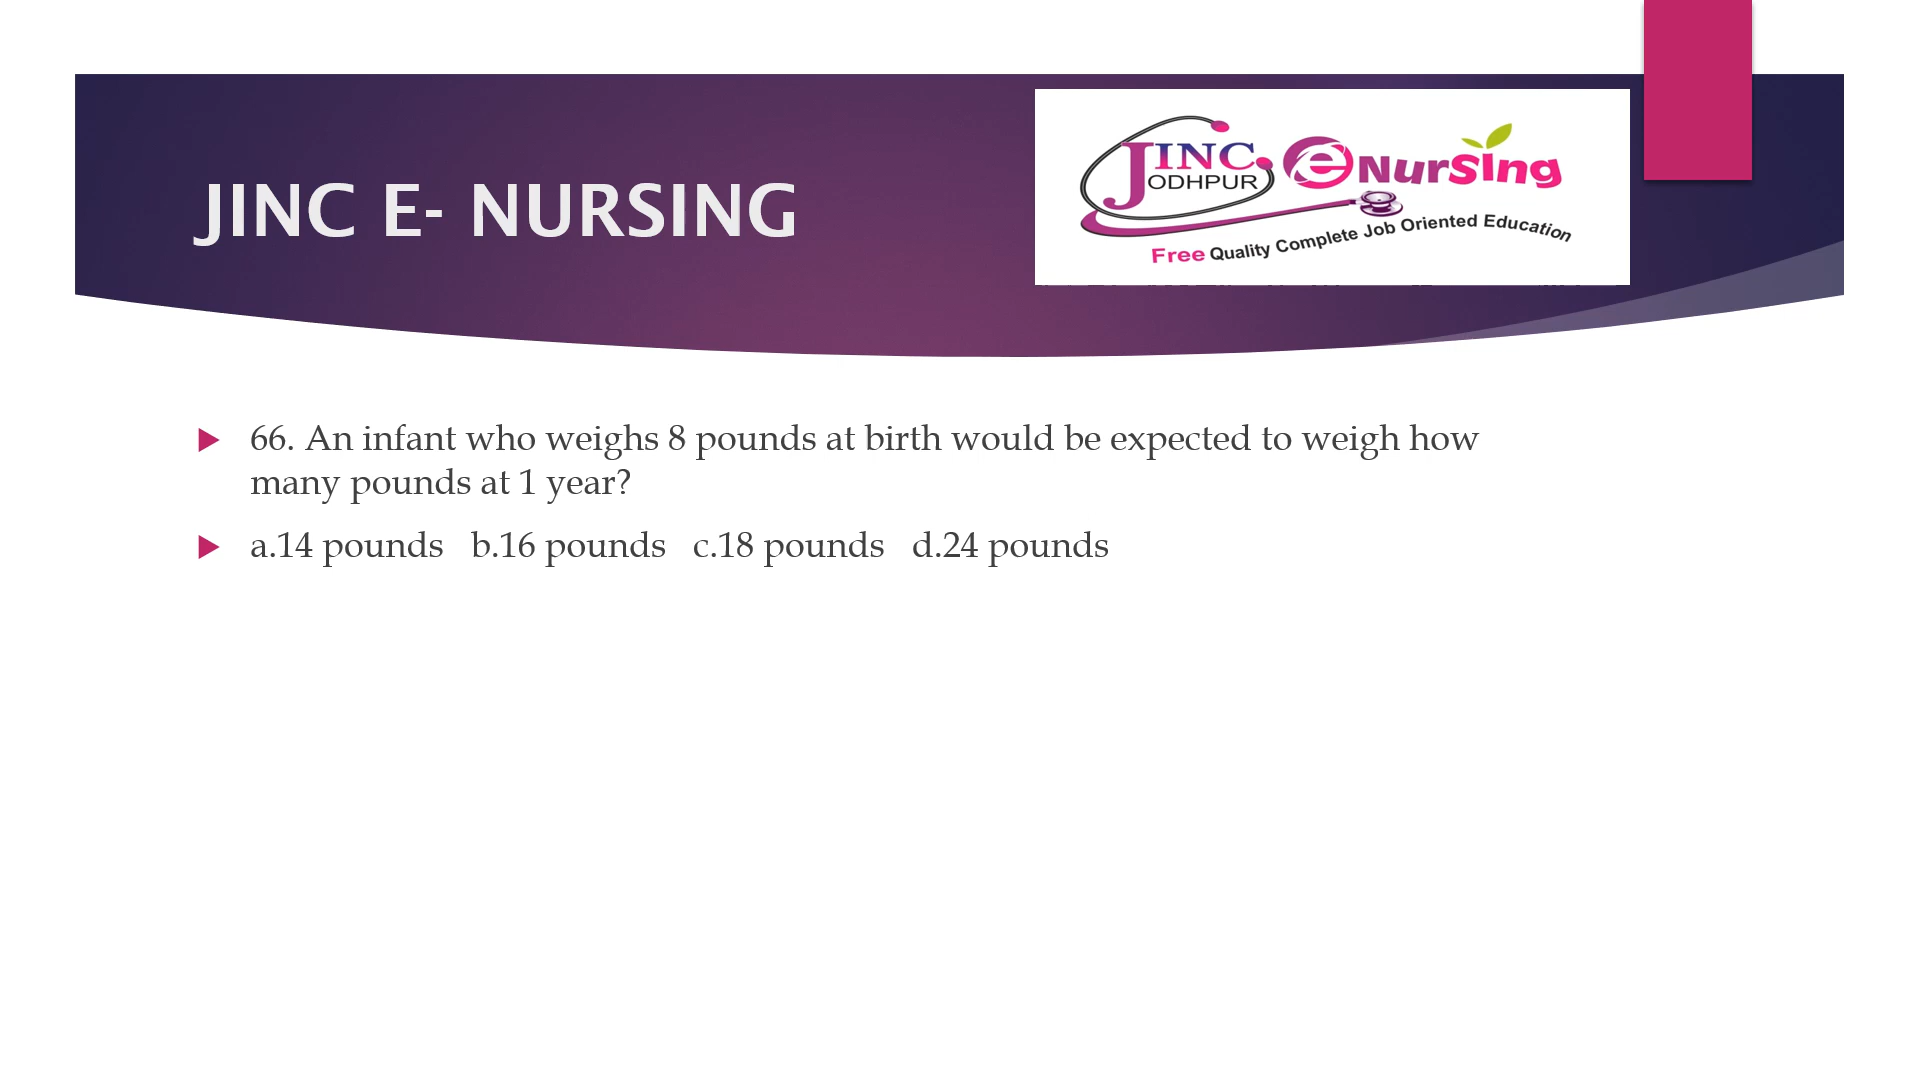 JINC E- NURSING
JINC eNursing
JODHPUR
Free Quality Complete Job Oriented Education
66. An infant who weighs 8 pounds at birth would be expected to weigh how
many pounds at 1 year?
a.14 pounds b.16 pounds c.18 pounds d.24 pounds